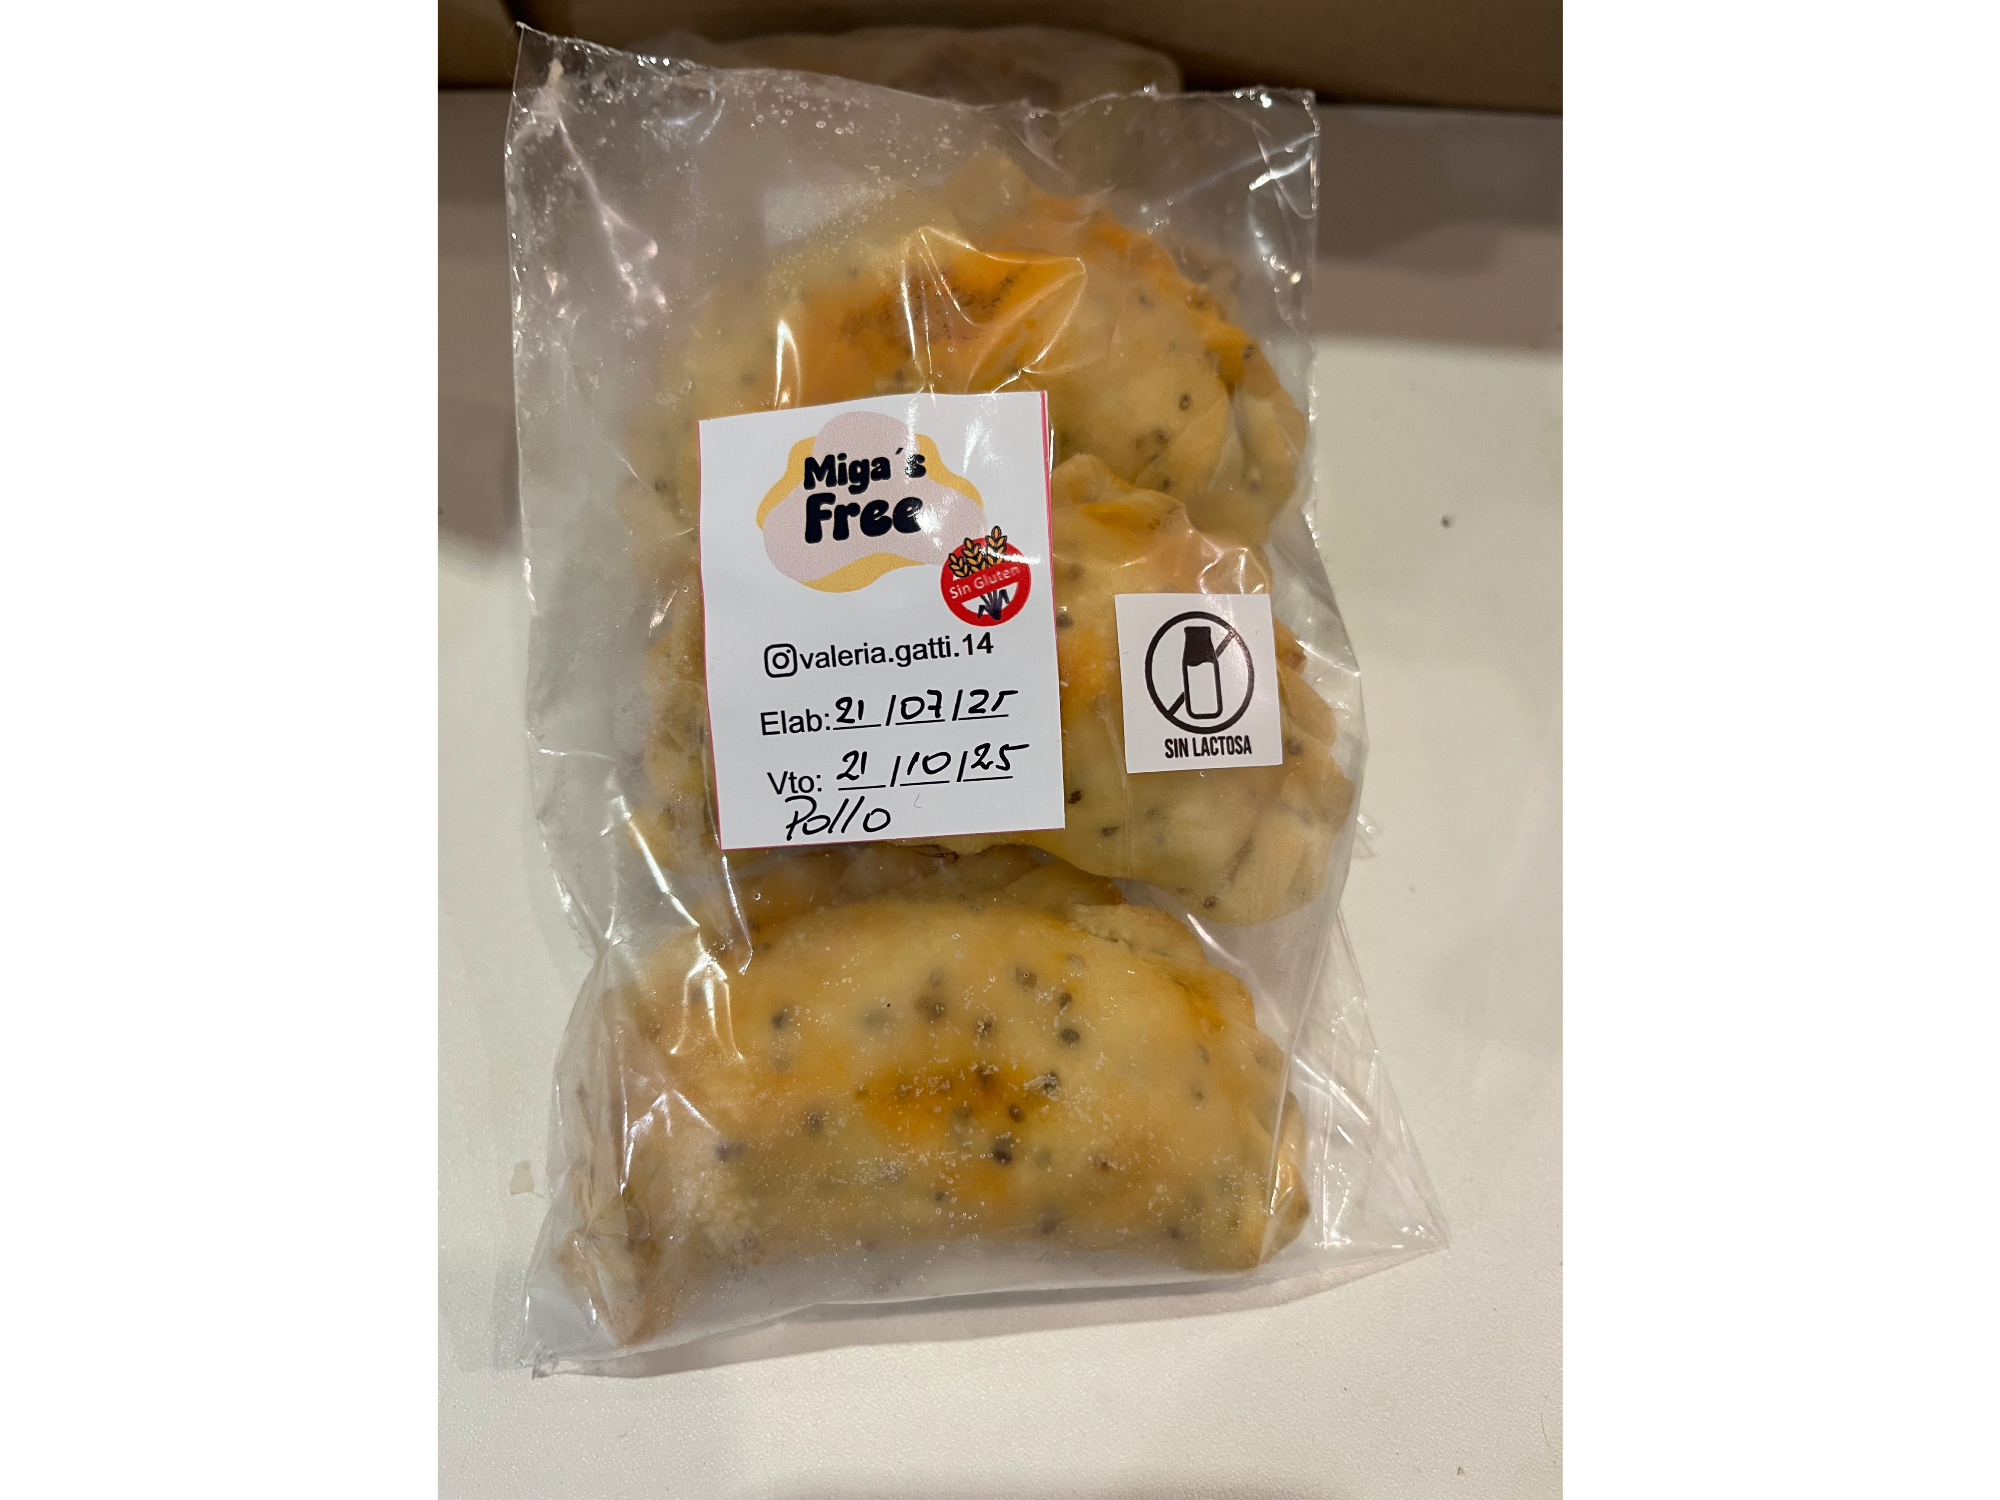 Miga´s
Free
Sin Gluten
valeria.gatti.14
Elab: 21/07/25
Vto: 21/10/25
Pollo
SIN LACTOSA